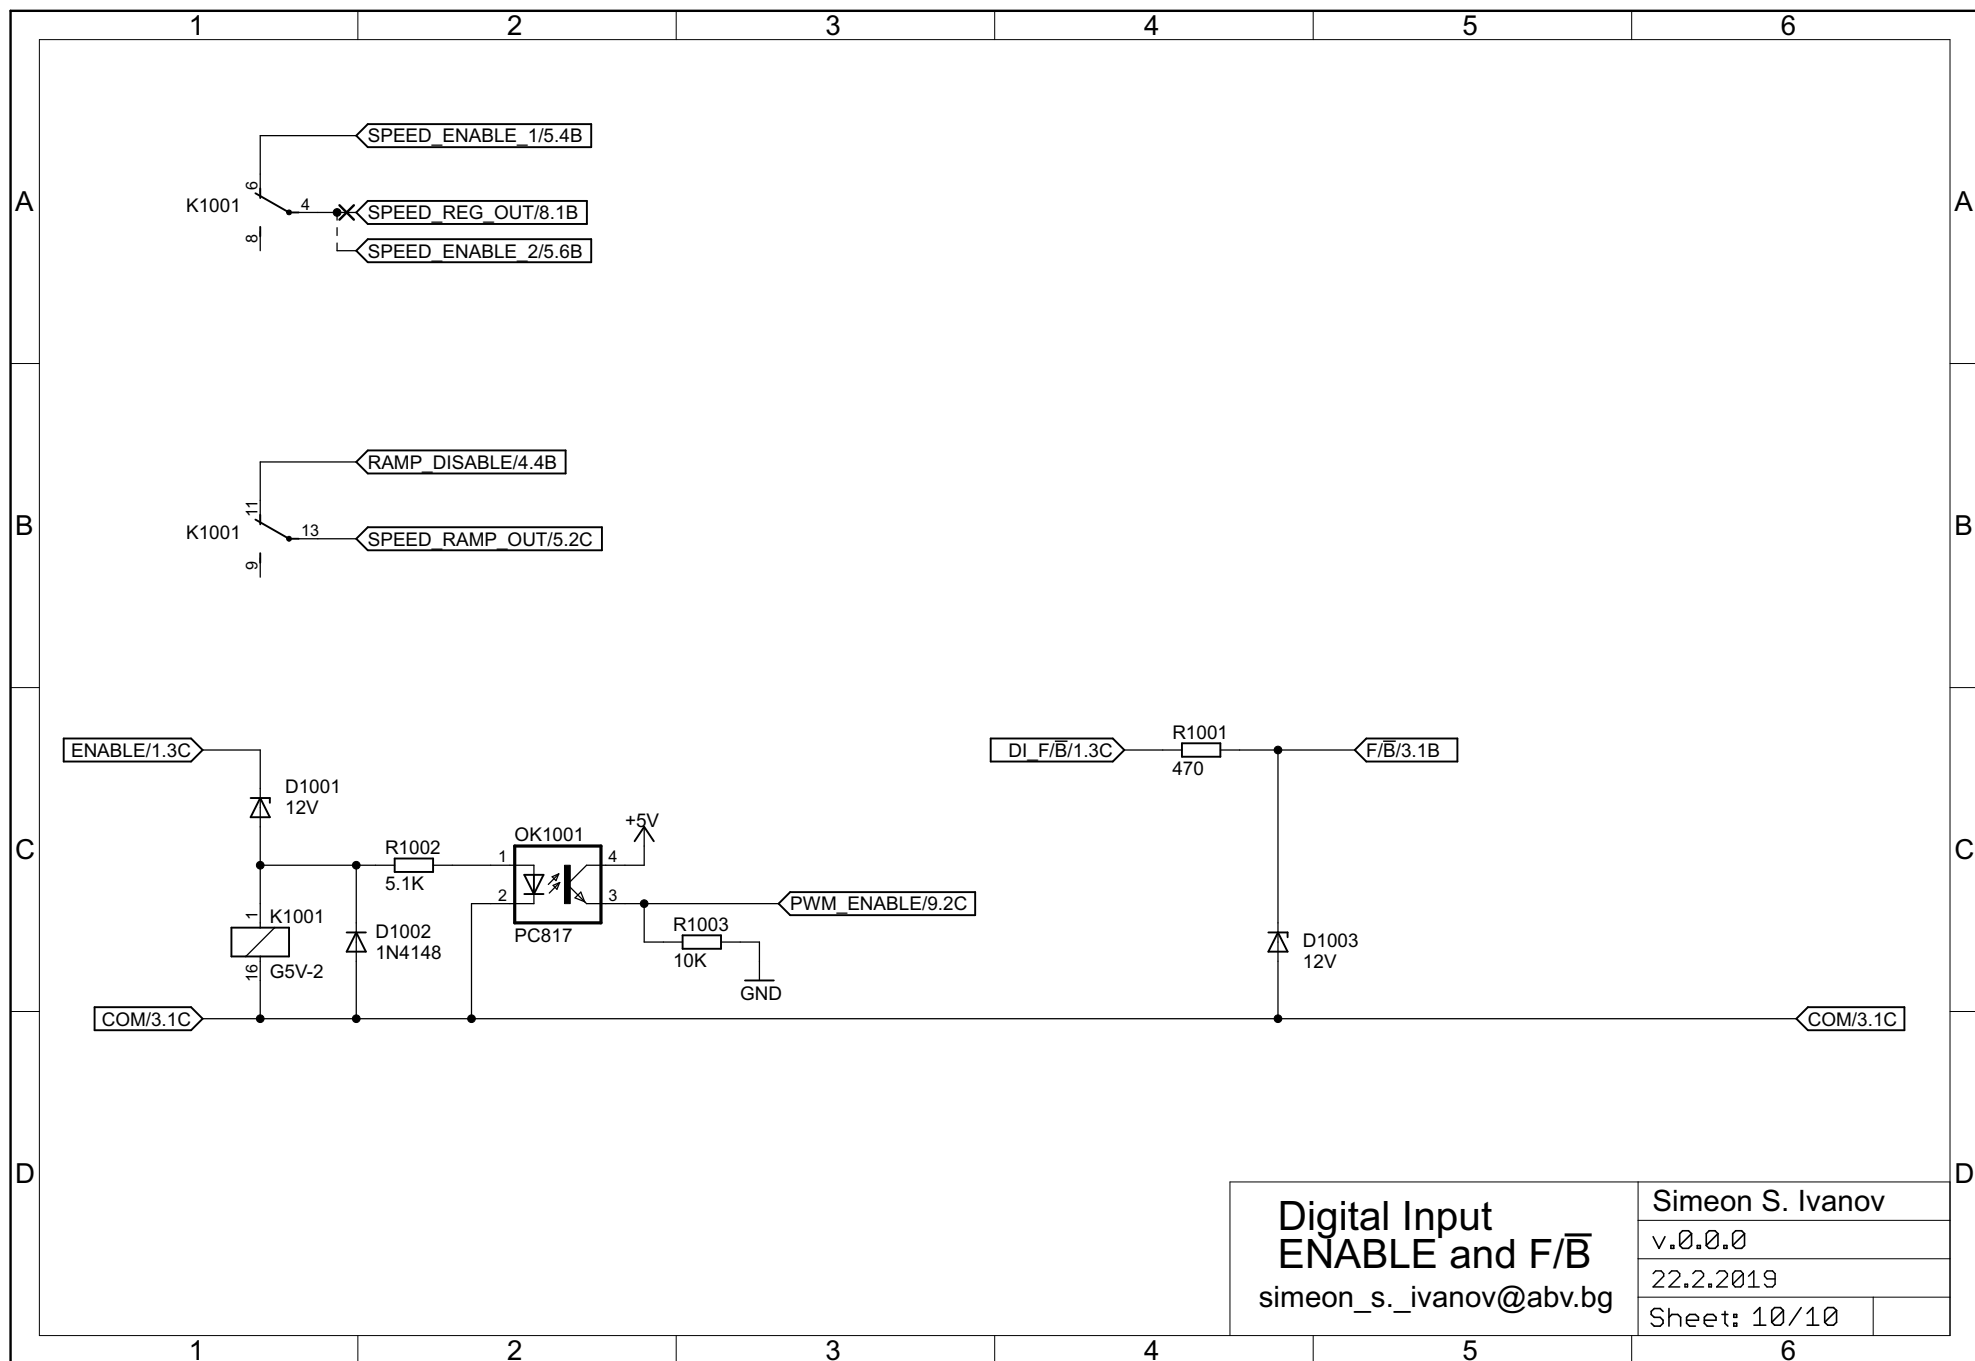 1 2 3 4 5 6
A A
SPEED_ENABLE_1/5.4B
6
K1001 4 SPEED_REG_OUT/8.1B
8
SPEED_ENABLE_2/5.6B
B B
RAMP_DISABLE/4.4B
11
K1001 13 SPEED_RAMP_OUT/5.2C
9
C C
ENABLE/1.3C
D1001
12V
R1002
5.1K
OK1001
1
2
4
3
PC817
+5V
PWM_ENABLE/9.2C
1
K1001
16
G5V-2
D1002
1N4148
R1003
10K
GND
COM/3.1C
DI_F/B̅/1.3C
R1001
470
F/B̅/3.1B
D1003
12V
COM/3.1C
D D
Digital Input
ENABLE and F/B̅
simeon_s._ivanov@abv.bg
Simeon S. Ivanov
v.0.0.0
22.2.2019
Sheet: 10/10
1 2 3 4 5 6